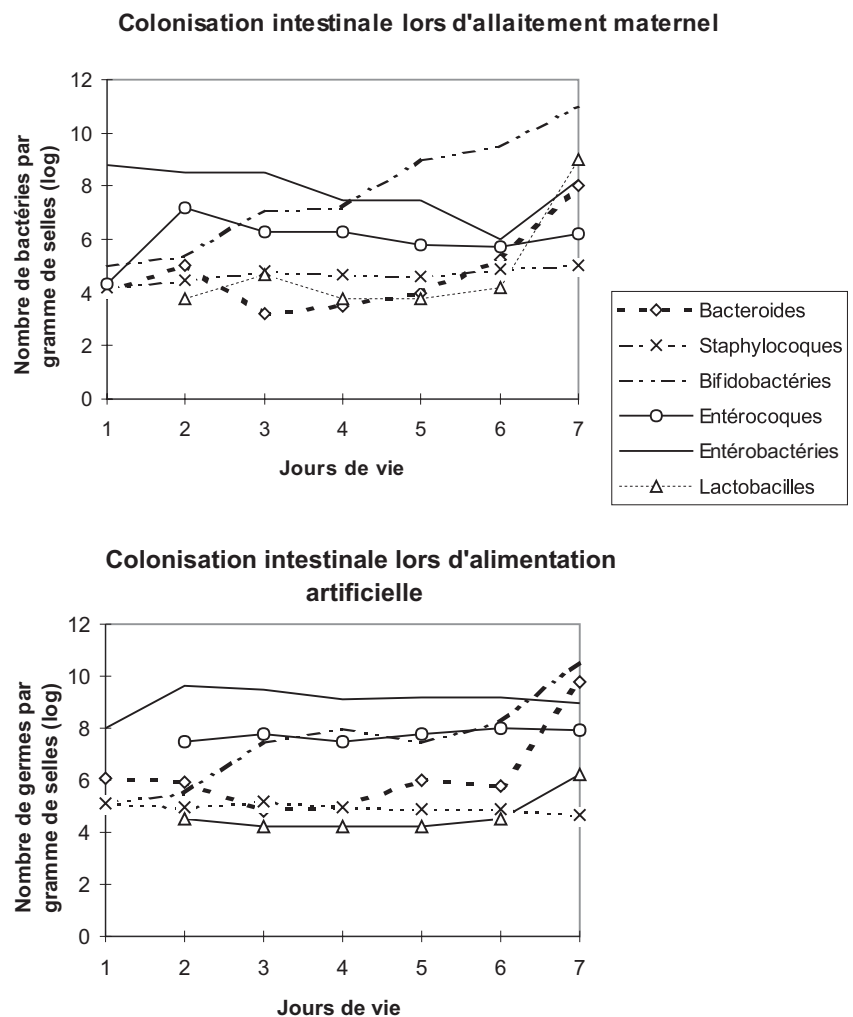 Colonisation intestinale lors d'allaitement maternel
Nombre de bactéries par
gramme de selles (log)
12
10
8
6
4
2
0
1 2 3 4 5 6 7
Jours de vie
Bacteroides
Staphylocoques
Bifidobactéries
Entérocoques
Entérobactéries
Lactobacilles
Colonisation intestinale lors d'alimentation
artificielle
Nombre de germes par
gramme de selles (log)
12
10
8
6
4
2
0
1 2 3 4 5 6 7
Jours de vie